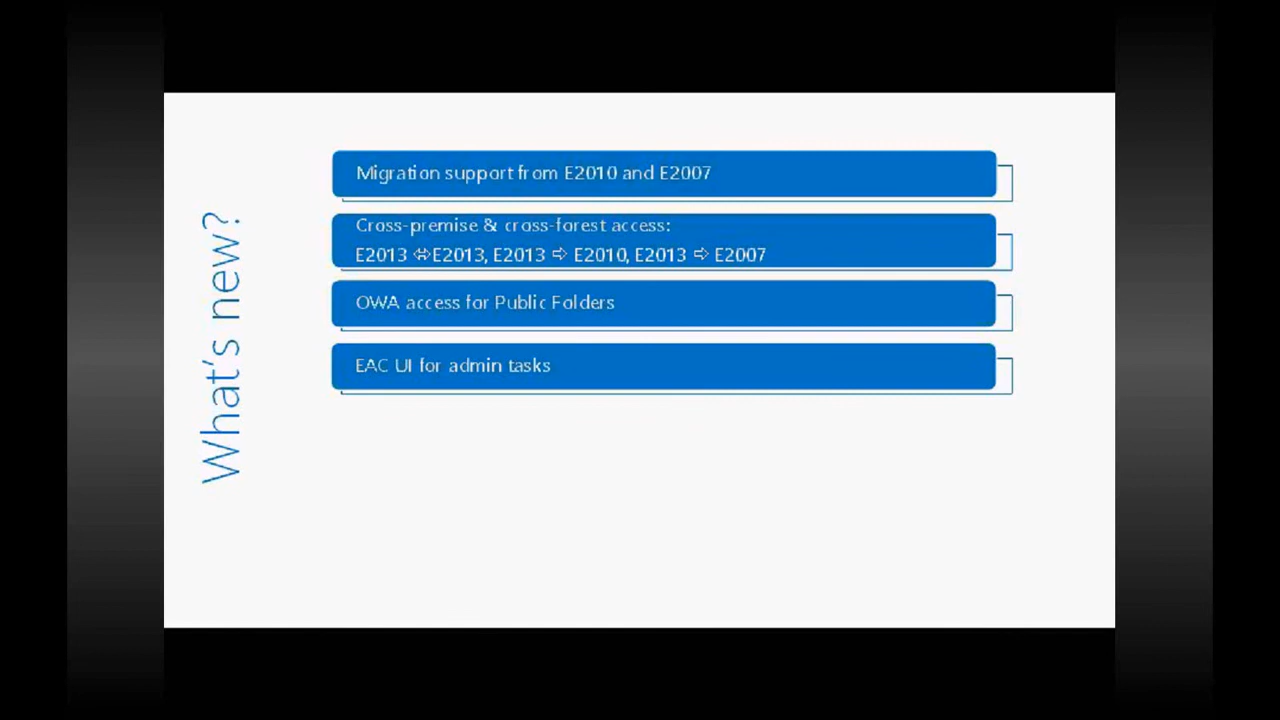 What's new?
Migration support from E2010 and E2007
Cross-premise & cross-forest access:
E2013 ⬄E2013, E2013 ⇨ E2010, E2013 ⇨ E2007
OWA access for Public Folders
EAC UI for admin tasks